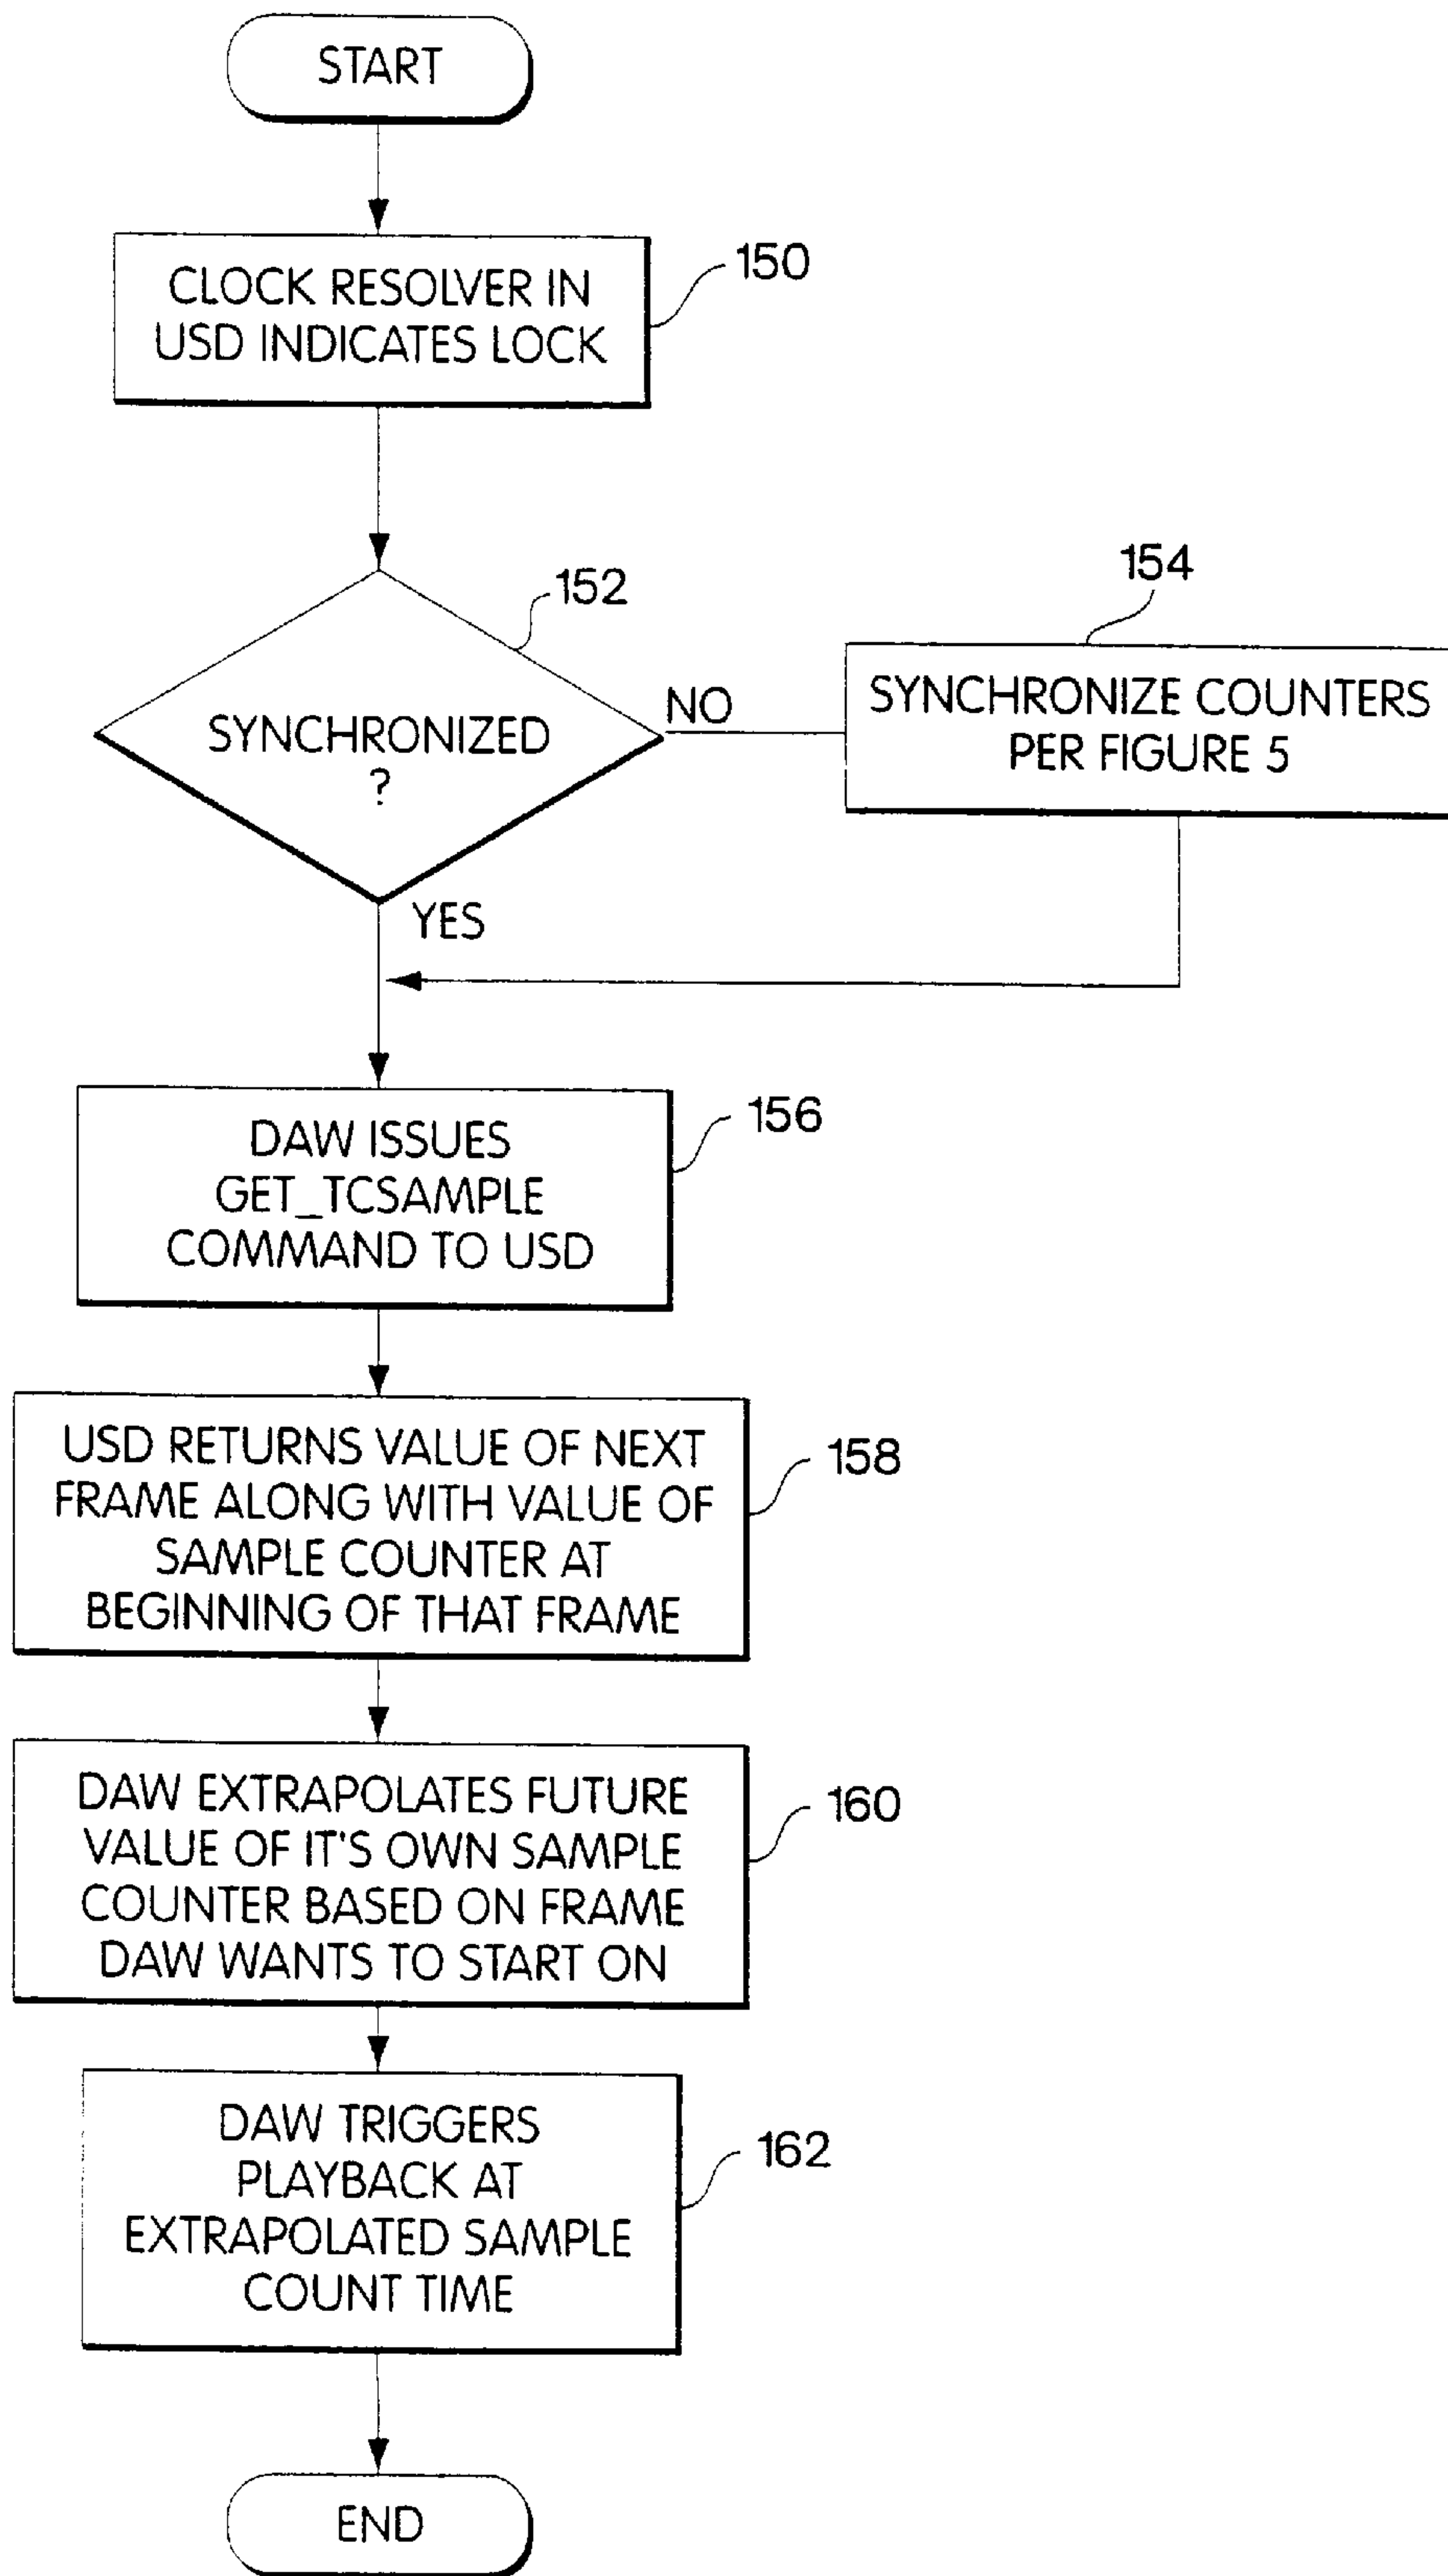 START
CLOCK RESOLVER IN
USD INDICATES LOCK
150
SYNCHRONIZED
?
152
NO
154
SYNCHRONIZE COUNTERS
PER FIGURE 5
YES
DAW ISSUES
GET_TCSAMPLE
COMMAND TO USD
156
USD RETURNS VALUE OF NEXT
FRAME ALONG WITH VALUE OF
SAMPLE COUNTER AT
BEGINNING OF THAT FRAME
158
DAW EXTRAPOLATES FUTURE
VALUE OF IT'S OWN SAMPLE
COUNTER BASED ON FRAME
DAW WANTS TO START ON
160
DAW TRIGGERS
PLAYBACK AT
EXTRAPOLATED SAMPLE
COUNT TIME
162
END